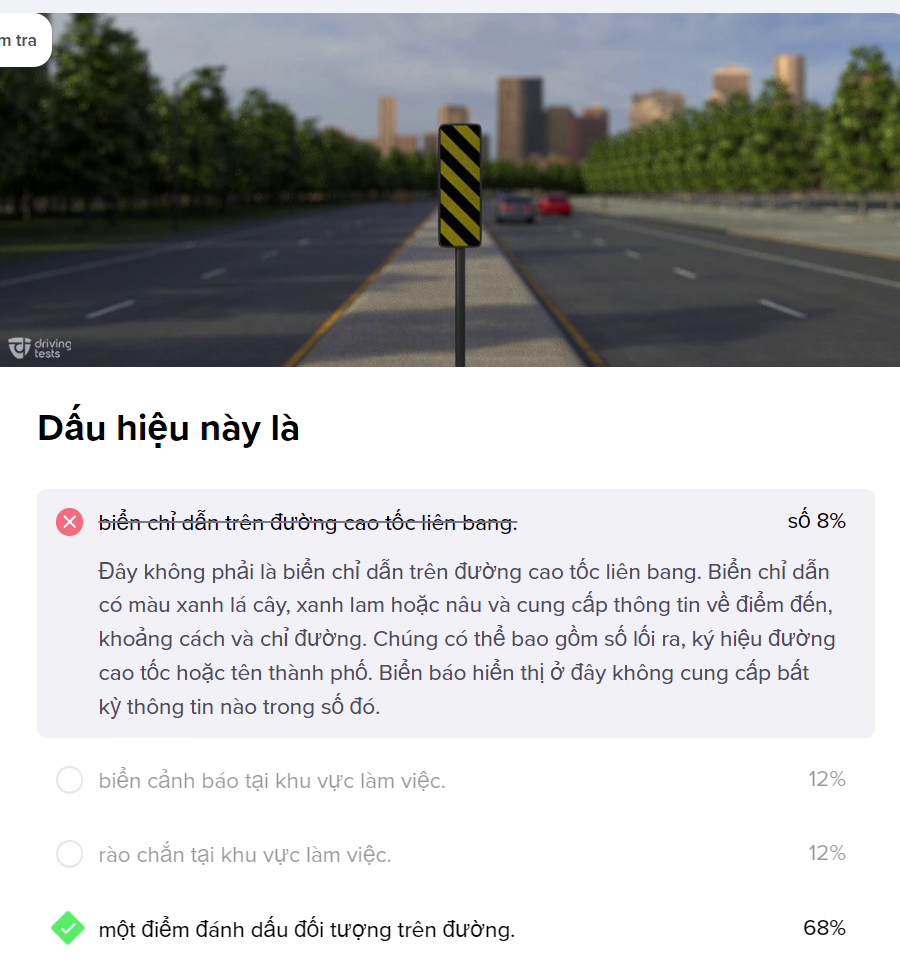 m tra
driving
tests
Dấu hiệu này là
biển chỉ dẫn trên đường cao tốc liên bang.
số 8%
Đây không phải là biển chỉ dẫn trên đường cao tốc liên bang. Biển chỉ dẫn
có màu xanh lá cây, xanh lam hoặc nâu và cung cấp thông tin về điểm đến,
khoảng cách và chỉ đường. Chúng có thể bao gồm số lối ra, ký hiệu đường
cao tốc hoặc tên thành phố. Biển báo hiển thị ở đây không cung cấp bất
kỳ thông tin nào trong số đó.
biển cảnh báo tại khu vực làm việc.
12%
rào chắn tại khu vực làm việc.
12%
một điểm đánh dấu đối tượng trên đường.
68%